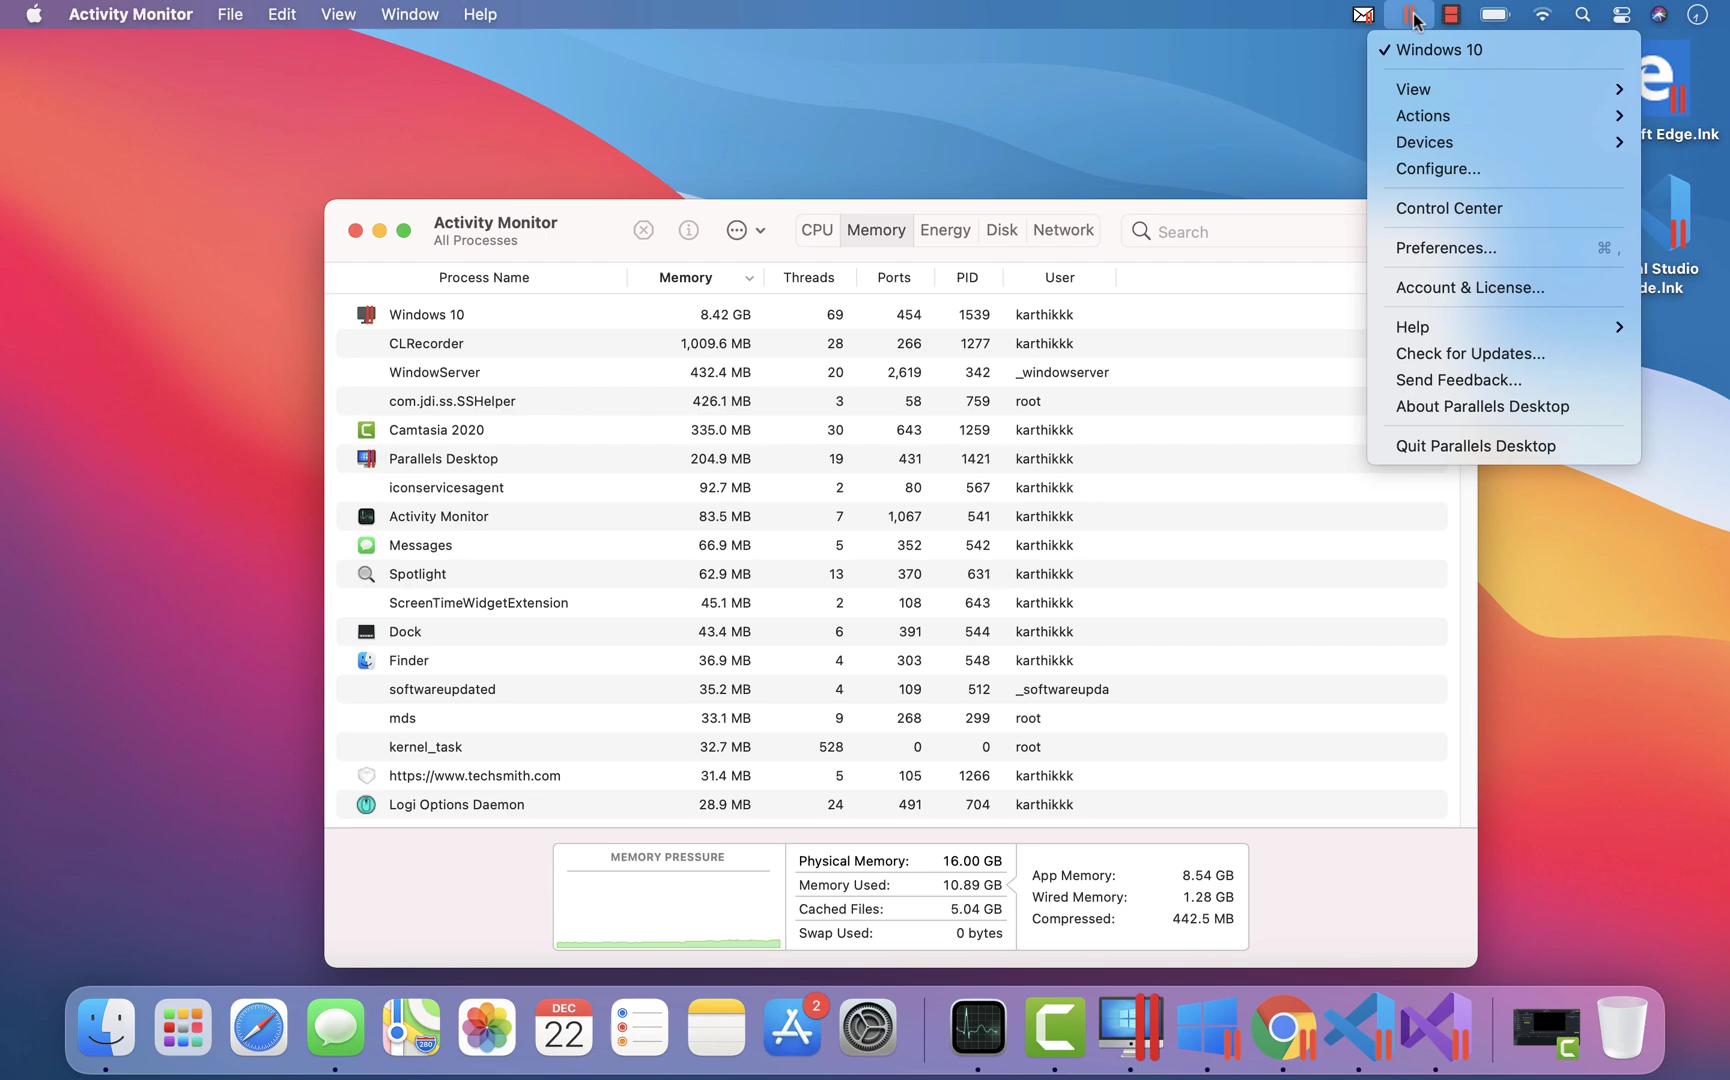 Activity Monitor File Edit View Window Help
✓ Windows 10
View
Actions
Devices
Configure...
Control Center
Preferences... ⌘ ,
Account & License...
Help
Check for Updates...
Send Feedback...
About Parallels Desktop
Quit Parallels Desktop
ft Edge.lnk
l Studio
de.lnk
Activity Monitor
All Processes
CPU Memory Energy Disk Network Search
Process Name Memory Threads Ports PID User
Windows 10 8.42 GB 69 454 1539 karthikkk
CLRecorder 1,009.6 MB 28 266 1277 karthikkk
WindowServer 432.4 MB 20 2,619 342 _windowserver
com.jdi.ss.SSHelper 426.1 MB 3 58 759 root
Camtasia 2020 335.0 MB 30 643 1259 karthikkk
Parallels Desktop 204.9 MB 19 431 1421 karthikkk
iconservicesagent 92.7 MB 2 80 567 karthikkk
Activity Monitor 83.5 MB 7 1,067 541 karthikkk
Messages 66.9 MB 5 352 542 karthikkk
Spotlight 62.9 MB 13 370 631 karthikkk
ScreenTimeWidgetExtension 45.1 MB 2 108 643 karthikkk
Dock 43.4 MB 6 391 544 karthikkk
Finder 36.9 MB 4 303 548 karthikkk
softwareupdated 35.2 MB 4 109 512 _softwareupda
mds 33.1 MB 9 268 299 root
kernel_task 32.7 MB 528 0 0 root
https://www.techsmith.com 31.4 MB 5 105 1266 karthikkk
Logi Options Daemon 28.9 MB 24 491 704 karthikkk
MEMORY PRESSURE
Physical Memory: 16.00 GB
Memory Used: 10.89 GB
Cached Files: 5.04 GB
Swap Used: 0 bytes
App Memory: 8.54 GB
Wired Memory: 1.28 GB
Compressed: 442.5 MB
DEC
22
2
280